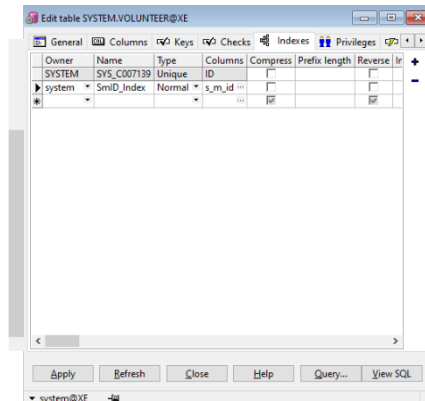 Edit table SYSTEM.VOLUNTEER@XE
General Columns Keys Checks Indexes Privileges
Owner Name Type Columns Compress Prefix length Reverse
SYSTEM SYS_C007139 Unique ID
system SmID_Index Normal s_m_id ...
Apply Refresh Close Help Query... View SQL
system@XE